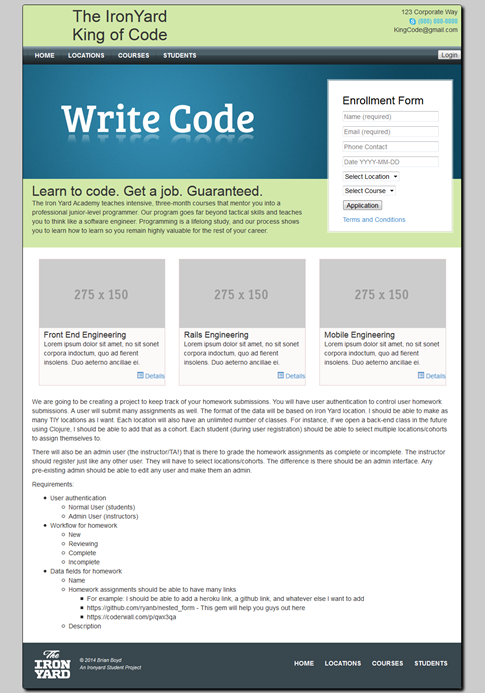 The IronYard
King of Code
123 Corporate Way
(888) 888-8888
KingCode@gmail.com
HOME LOCATIONS COURSES STUDENTS
Login
Write Code
Enrollment Form
Name (required)
Email (required)
Phone Contact
Date YYYY-MM-DD
Select Location
Select Course
Application
Terms and Conditions
Learn to code. Get a job. Guaranteed.
The Iron Yard Academy teaches intensive, three-month courses that mentor you into a
professional junior-level programmer. Our program goes far beyond tactical skills and teaches
you to think like a software engineer. Programming is a lifelong study, and our process shows
you to learn how to learn so you remain highly valuable for the rest of your career.
275 x 150
Front End Engineering
Lorem ipsum dolor sit amet, no sit sonet
corpora indoctum, quo ad fierent
insolens. Duo aeterno ancillae ei.
Details
275 x 150
Rails Engineering
Lorem ipsum dolor sit amet, no sit sonet
corpora indoctum, quo ad fierent
insolens. Duo aeterno ancillae ei.
Details
275 x 150
Mobile Engineering
Lorem ipsum dolor sit amet, no sit sonet
corpora indoctum, quo ad fierent
insolens. Duo aeterno ancillae ei.
Details
We are going to be creating a project to keep track of your homework submissions. You will have user authentication to control user homework
submissions. A user will submit many assignments as well. The format of the data will be based on Iron Yard location. I should be able to make as
many TIY locations as I want. Each location will also have an unlimited number of classes. For instance, if we open a back-end class in the future
using Clojure, I should be able to add that as a cohort. Each student (during user registration) should be able to select multiple locations/cohorts
to assign themselves to.
There will also be an admin user (the instructor/TA!) that is there to grade the homework assignments as complete or incomplete. The instructor
should register just like any other user. They will have to select locations/cohorts. The difference is there should be an admin interface. Any
pre-existing admin should be able to edit any user and make them an admin.
Requirements:
User authentication
Normal User (students)
Admin User (instructors)
Workflow for homework
New
Reviewing
Complete
Incomplete
Data fields for homework
Name
Homework assignments should be able to have many links
For example: I should be able to add a heroku link, a github link, and whatever else I want to add
https://github.com/ryanb/nested_form - This gem will help you guys out here
https://coderwall.com/p/qwx3qa
Description
The
IRON
YARD
© 2014 Brian Boyd
An Ironyard Student Project
HOME LOCATIONS COURSES STUDENTS